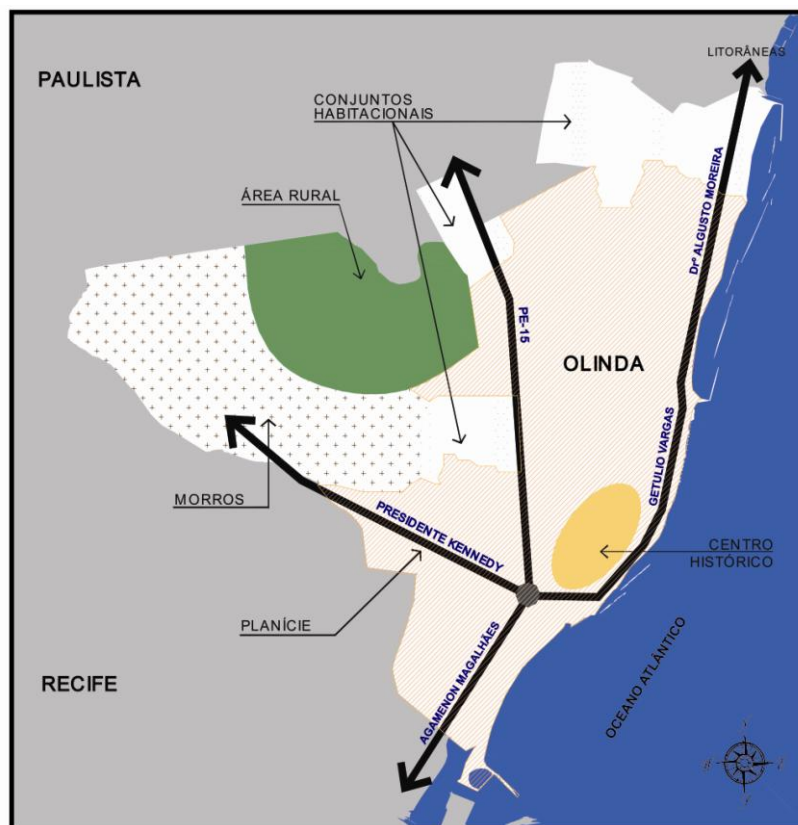 LITORÂNEAS
PAULISTA
CONJUNTOS
HABITACIONAIS
ÁREA RURAL
Drº ALGUSTO MOREIRA
PE-15
OLINDA
GETULIO VARGAS
MORROS
PRESIDENTE KENNEDY
CENTRO
HISTÓRICO
PLANÍCIE
AGAMENON MAGALHÃES
RECIFE
OCEANO ATLÂNTICO